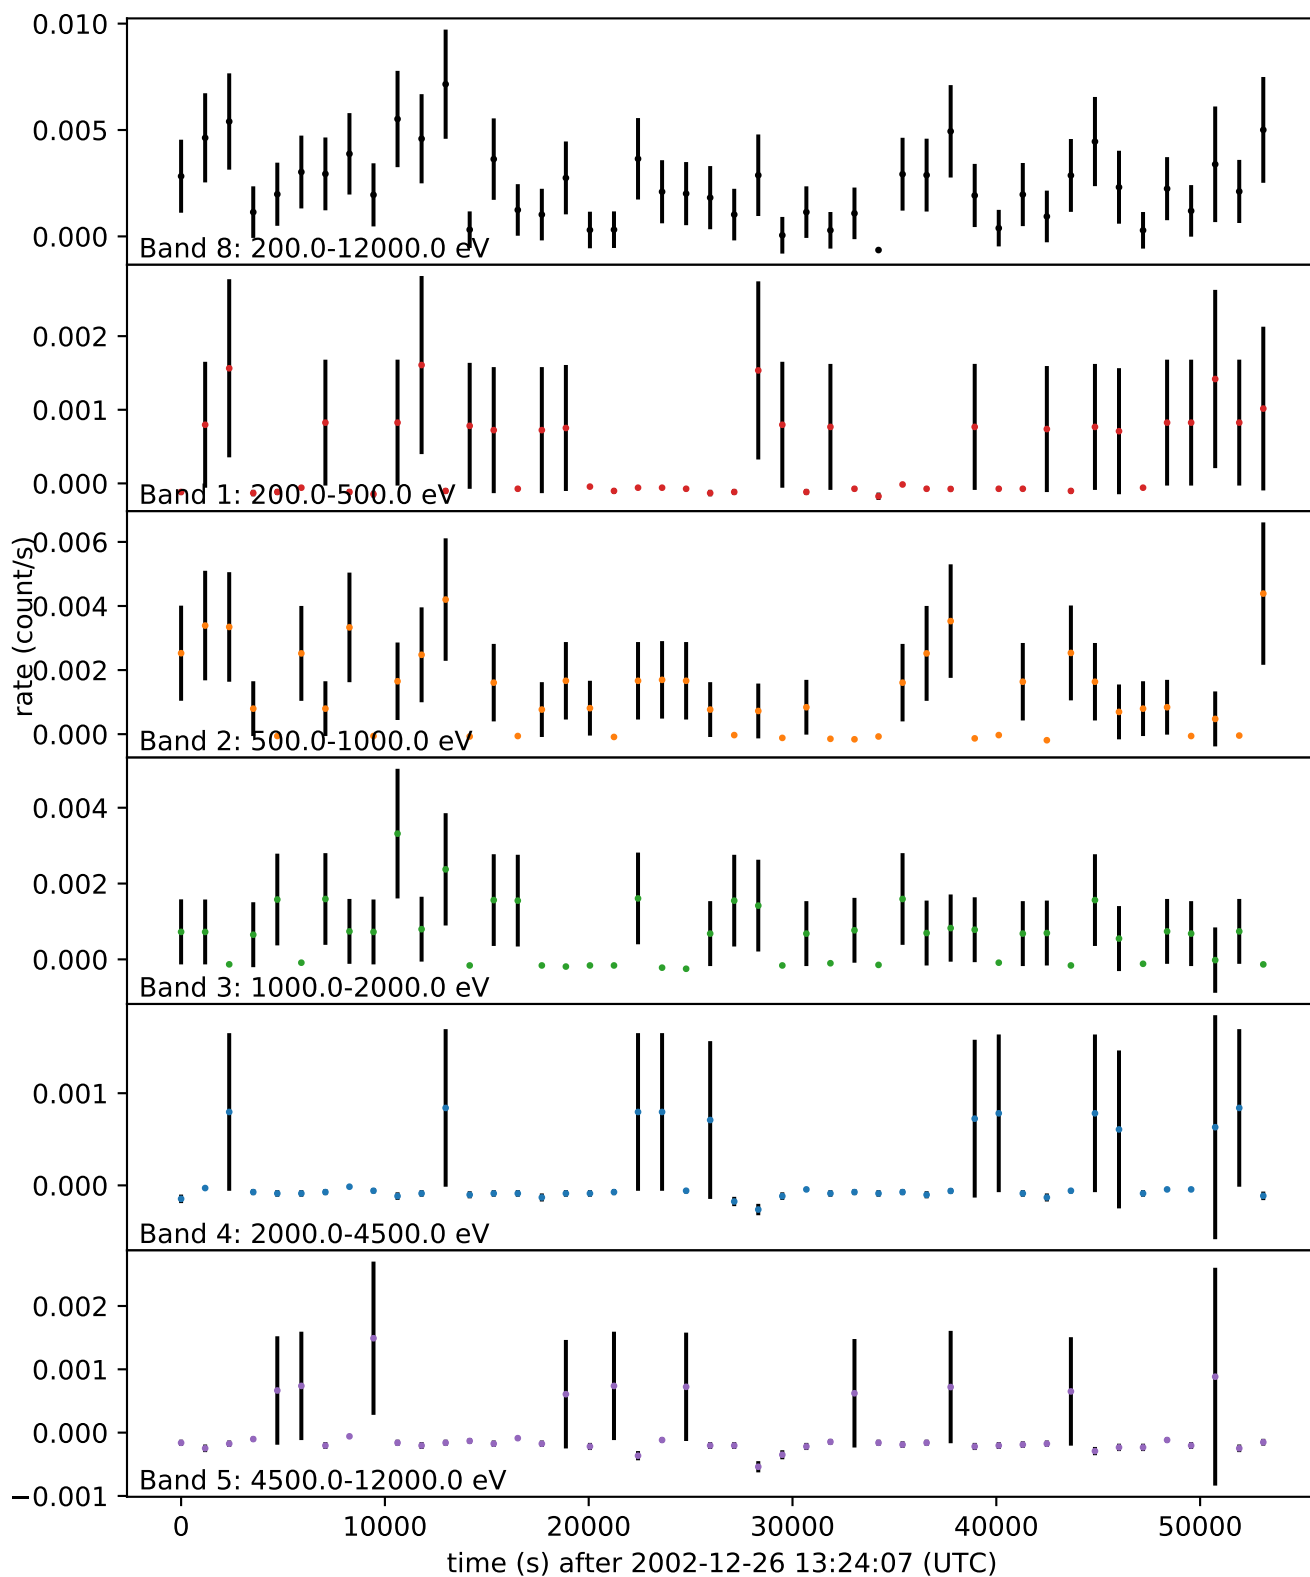 0.010
0.005
0.000
Band 8: 200.0-12000.0 eV
0.002
0.001
0.000
Band 1: 200.0-500.0 eV
rate (count/s)
0.006
0.004
0.002
0.000
Band 2: 500.0-1000.0 eV
0.004
0.002
0.000
Band 3: 1000.0-2000.0 eV
0.001
0.000
Band 4: 2000.0-4500.0 eV
0.002
0.001
0.000
−0.001
Band 5: 4500.0-12000.0 eV
0 10000 20000 30000 40000 50000
time (s) after 2002-12-26 13:24:07 (UTC)